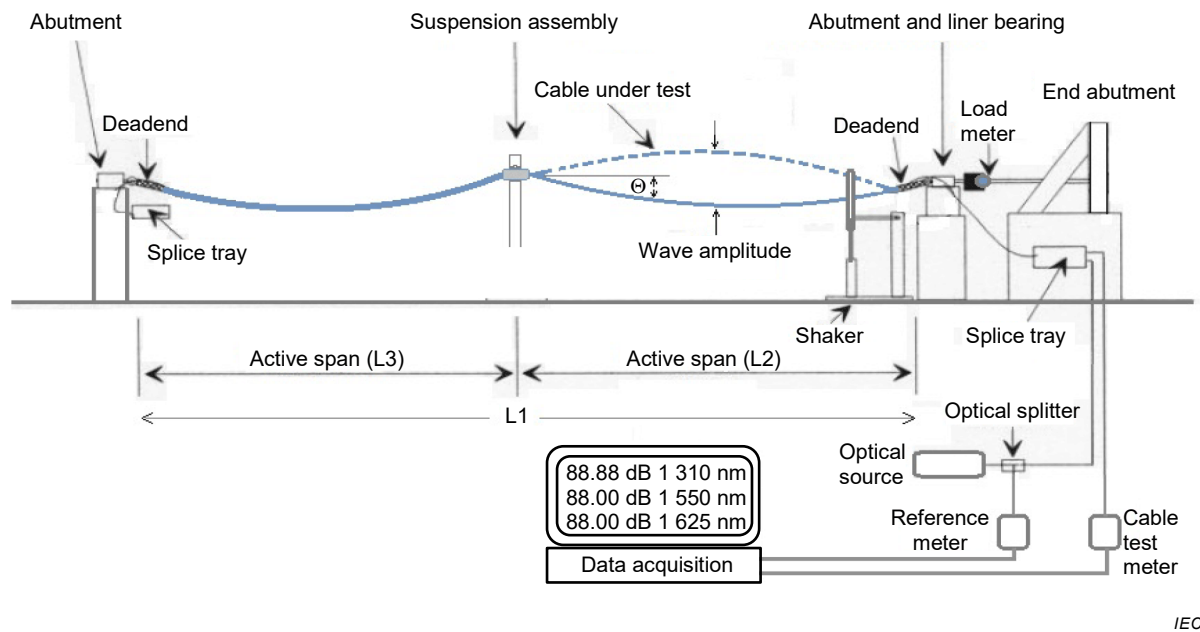 Abutment
Suspension assembly
Abutment and liner bearing
Cable under test
End abutment
Deadend
Deadend
Load
meter
Θ
Splice tray
Wave amplitude
Shaker
Splice tray
Active span (L3)
Active span (L2)
L1
Optical splitter
Optical
source
88.88 dB 1 310 nm
88.00 dB 1 550 nm
88.00 dB 1 625 nm
Reference
meter
Cable
test
meter
Data acquisition
IEC